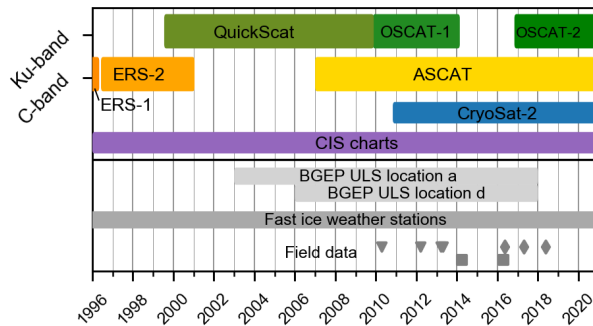 Ku-band
QuickScat
OSCAT-1
OSCAT-2
C-band
ERS-2
ASCAT
ERS-1
CryoSat-2
CIS charts
BGEP ULS location a
BGEP ULS location d
Fast ice weather stations
Field data
1996
1998
2000
2002
2004
2006
2008
2010
2012
2014
2016
2018
2020